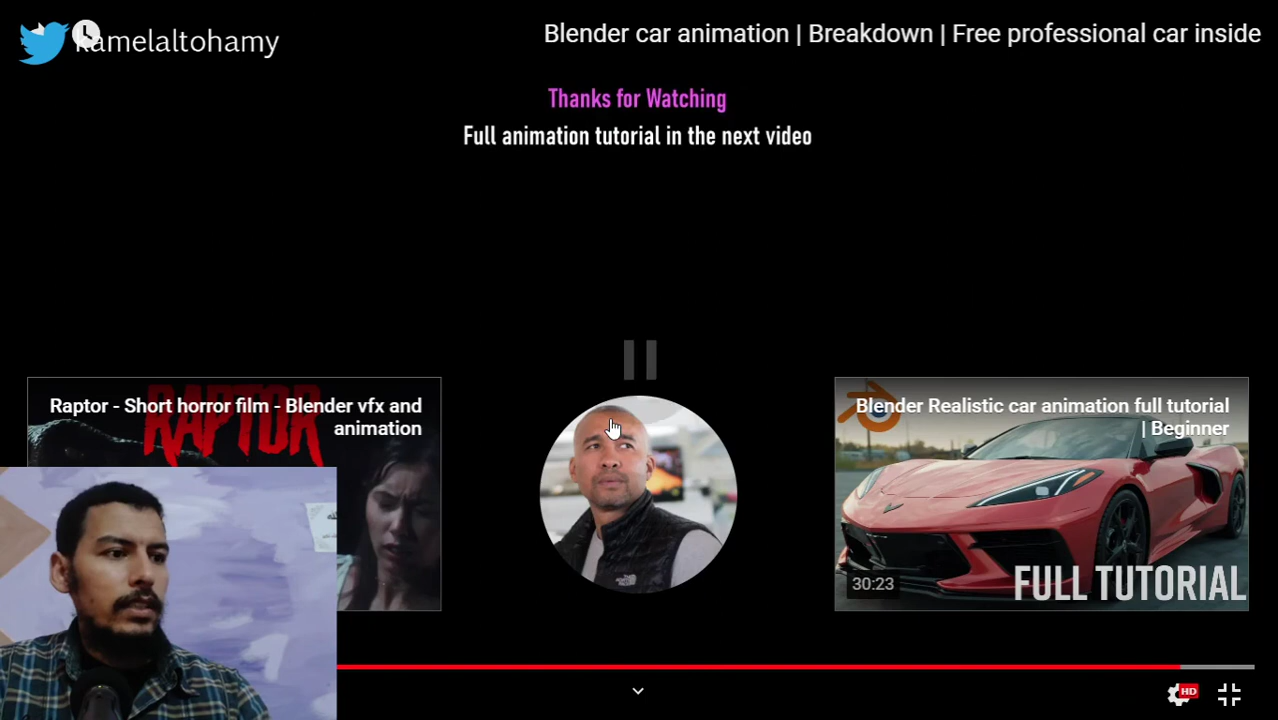 kamelaltohamy
Blender car animation | Breakdown | Free professional car inside
Thanks for Watching
Full animation tutorial in the next video
RAPTOR
Raptor - Short horror film - Blender vfx and
animation
Blender Realistic car animation full tutorial
| Beginner
30:23
FULL TUTORIAL
HD